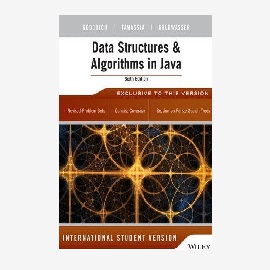 GOODRICH | TAMASSIA | GOLDWASSER
Data Structures &
Algorithms in Java
Sixth Edition
EXCLUSIVE TO THIS VERSION
INTERNATIONAL STUDENT VERSION
WILEY